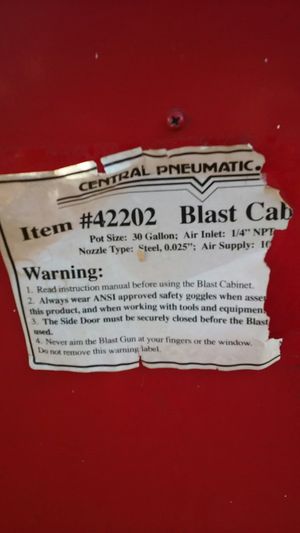 CENTRAL PNEUMATIC.
Item #42202 Blast Cab
Pot Size: 30 Gallon; Air Inlet: 1/4" NPT
Nozzle Type: Steel, 0.025"; Air Supply:
Warning:
1. Read instruction manual before using the Blast Cabinet.
2. Always wear ANSI approved safety goggles when asse
this product, and when working with tools and equipmen
3. The Side Door must be securely closed before the Blast
used.
4. Never aim the Blast Gun at your fingers or the window.
Do not remove this warning label.